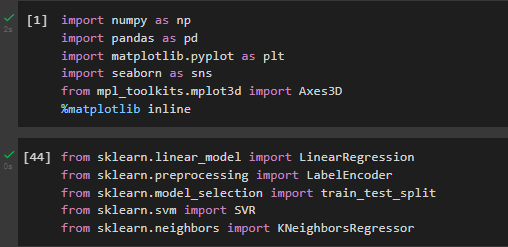 [1] import numpy as np
import pandas as pd
import matplotlib.pyplot as plt
import seaborn as sns
from mpl_toolkits.mplot3d import Axes3D
%matplotlib inline
2s
[44] from sklearn.linear_model import LinearRegression
from sklearn.preprocessing import LabelEncoder
from sklearn.model_selection import train_test_split
from sklearn.svm import SVR
from sklearn.neighbors import KNeighborsRegressor
0s